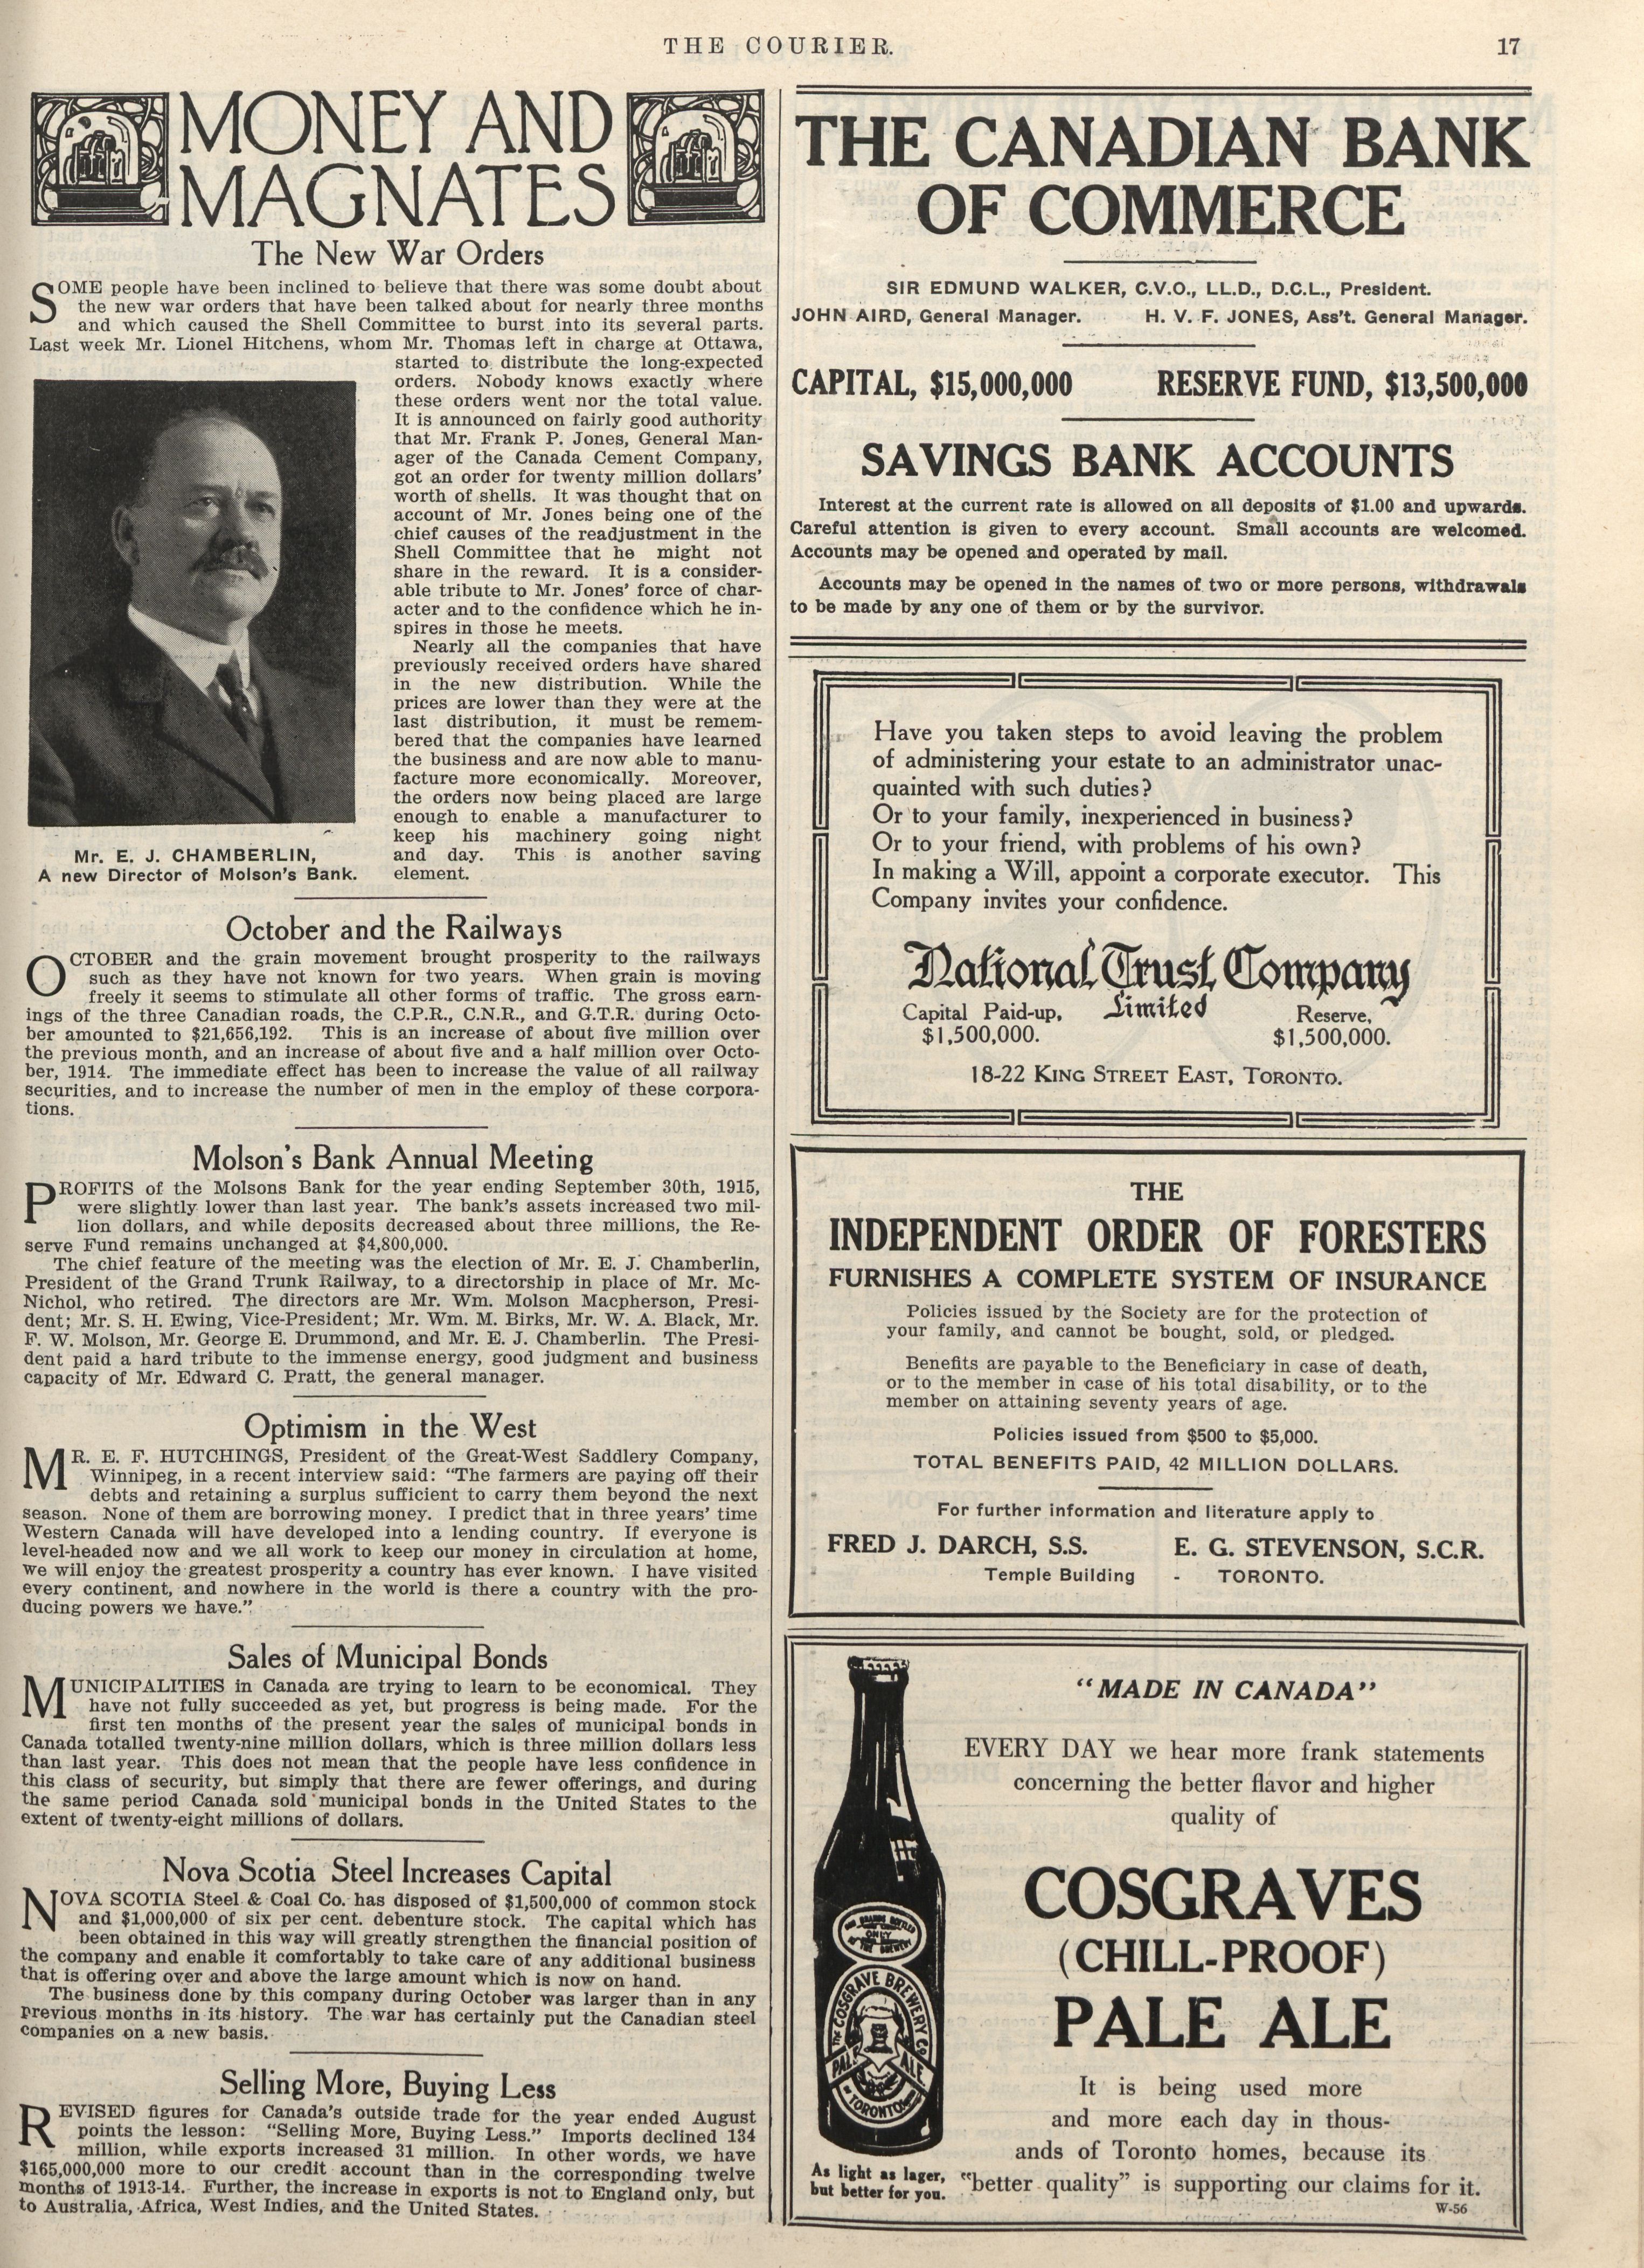 THE COURIER.
17
MONEY AND
MAGNATES
The New War Orders
SOME people have been inclined to believe that there was some doubt about
the new war orders that have been talked about for nearly three months
and which caused the Shell Committee to burst into its several parts.
Last week Mr. Lionel Hitchens, whom Mr. Thomas left in charge at Ottawa,
started to distribute the long-expected
orders. Nobody knows exactly where
these orders went nor the total value.
It is announced on fairly good authority
that Mr. Frank P. Jones, General Man-
ager of the Canada Cement Company,
got an order for twenty million dollars'
worth of shells. It was thought that on
account of Mr. Jones being one of the
chief causes of the readjustment in the
Shell Committee that he might not
share in the reward. It is a consider-
able tribute to Mr. Jones' force of char-
acter and to the confidence which he in-
spires in those he meets.
Nearly all the companies that have
previously received orders have shared
in the new distribution. While the
prices are lower than they were at the
last distribution, it must be remem-
bered that the companies have learned
the business and are now able to manu-
facture more economically. Moreover,
the orders now being placed are large
enough to enable a manufacturer to
keep his machinery going night
and day. This is another saving
element.
Mr. E. J. CHAMBERLIN,
A new Director of Molson's Bank.
October and the Railways
OCTOBER and the grain movement brought prosperity to the railways
such as they have not known for two years. When grain is moving
freely it seems to stimulate all other forms of traffic. The gross earn-
ings of the three Canadian roads, the C.P.R., C.N.R., and G.T.R. during Octo-
ber amounted to $21,656,192. This is an increase of about five million over
the previous month, and an increase of about five and a half million over Octo-
ber, 1914. The immediate effect has been to increase the value of all railway
securities, and to increase the number of men in the employ of these corpora-
tions.
Molson's Bank Annual Meeting
PROFITS of the Molsons Bank for the year ending September 30th, 1915,
were slightly lower than last year. The bank's assets increased two mil-
lion dollars, and while deposits decreased about three millions, the Re-
serve Fund remains unchanged at $4,800,000.
The chief feature of the meeting was the election of Mr. E. J. Chamberlin,
President of the Grand Trunk Railway, to a directorship in place of Mr. Mc-
Nichol, who retired. The directors are Mr. Wm. Molson Macpherson, Presi-
dent; Mr. S. H. Ewing, Vice-President; Mr. Wm. M. Birks, Mr. W. A. Black, Mr.
F. W. Molson, Mr. George E. Drummond, and Mr. E. J. Chamberlin. The Presi-
dent paid a hard tribute to the immense energy, good judgment and business
capacity of Mr. Edward C. Pratt, the general manager.
Optimism in the West
MR. E. F. HUTCHINGS, President of the Great-West Saddlery Company,
Winnipeg, in a recent interview said: "The farmers are paying off their
debts and retaining a surplus sufficient to carry them beyond the next
season. None of them are borrowing money. I predict that in three years' time
Western Canada will have developed into a lending country. If everyone is
level-headed now and we all work to keep our money in circulation at home,
we will enjoy the greatest prosperity a country has ever known. I have visited
every continent, and nowhere in the world is there a country with the pro-
ducing powers we have."
Sales of Municipal Bonds
MUNICIPALITIES in Canada are trying to learn to be economical. They
have not fully succeeded as yet, but progress is being made. For the
first ten months of the present year the sales of municipal bonds in
Canada totalled twenty-nine million dollars, which is three million dollars less
than last year. This does not mean that the people have less confidence in
this class of security, but simply that there are fewer offerings, and during
the same period Canada sold municipal bonds in the United States to the
extent of twenty-eight millions of dollars.
Nova Scotia Steel Increases Capital
NOVA SCOTIA Steel & Coal Co. has disposed of $1,500,000 of common stock
and $1,000,000 of six per cent. debenture stock. The capital which has
been obtained in this way will greatly strengthen the financial position of
the company and enable it comfortably to take care of any additional business
that is offering over and above the large amount which is now on hand.
The business done by this company during October was larger than in any
previous months in its history. The war has certainly put the Canadian steel
companies on a new basis.
Selling More, Buying Less
REVISED figures for Canada's outside trade for the year ended August
points the lesson: "Selling More, Buying Less." Imports declined 134
million, while exports increased 31 million. In other words, we have
$165,000,000 more to our credit account than in the corresponding twelve
months of 1913-14. Further, the increase in exports is not to England only, but
to Australia, Africa, West Indies, and the United States.
THE CANADIAN BANK
OF COMMERCE
SIR EDMUND WALKER, C.V.O., LL.D., D.C.L., President.
JOHN AIRD, General Manager. H. V. F. JONES, Ass't. General Manager.
CAPITAL, $15,000,000 RESERVE FUND, $13,500,000
SAVINGS BANK ACCOUNTS
Interest at the current rate is allowed on all deposits of $1.00 and upwards.
Careful attention is given to every account. Small accounts are welcomed.
Accounts may be opened and operated by mail.
Accounts may be opened in the names of two or more persons, withdrawals
to be made by any one of them or by the survivor.
Have you taken steps to avoid leaving the problem
of administering your estate to an administrator unac-
quainted with such duties?
Or to your family, inexperienced in business?
Or to your friend, with problems of his own?
In making a Will, appoint a corporate executor. This
Company invites your confidence.
National Trust Company
Limited
Capital Paid-up, Reserve,
$1,500,000. $1,500,000.
18-22 KING STREET EAST, TORONTO.
THE
INDEPENDENT ORDER OF FORESTERS
FURNISHES A COMPLETE SYSTEM OF INSURANCE
Policies issued by the Society are for the protection of
your family, and cannot be bought, sold, or pledged.
Benefits are payable to the Beneficiary in case of death,
or to the member in case of his total disability, or to the
member on attaining seventy years of age.
Policies issued from $500 to $5,000.
TOTAL BENEFITS PAID, 42 MILLION DOLLARS.
For further information and literature apply to
FRED J. DARCH, S.S. E. G. STEVENSON, S.C.R.
Temple Building - TORONTO.
"MADE IN CANADA"
EVERY DAY we hear more frank statements
concerning the better flavor and higher
quality of
COSGRAVES
(CHILL-PROOF)
PALE ALE
It is being used more
and more each day in thous-
ands of Toronto homes, because its
"better quality" is supporting our claims for it.
W-56
ONLY
THE COSGRAVE BREWERY CO
PALE ALE
TORONTO
As light as lager,
but better for you.